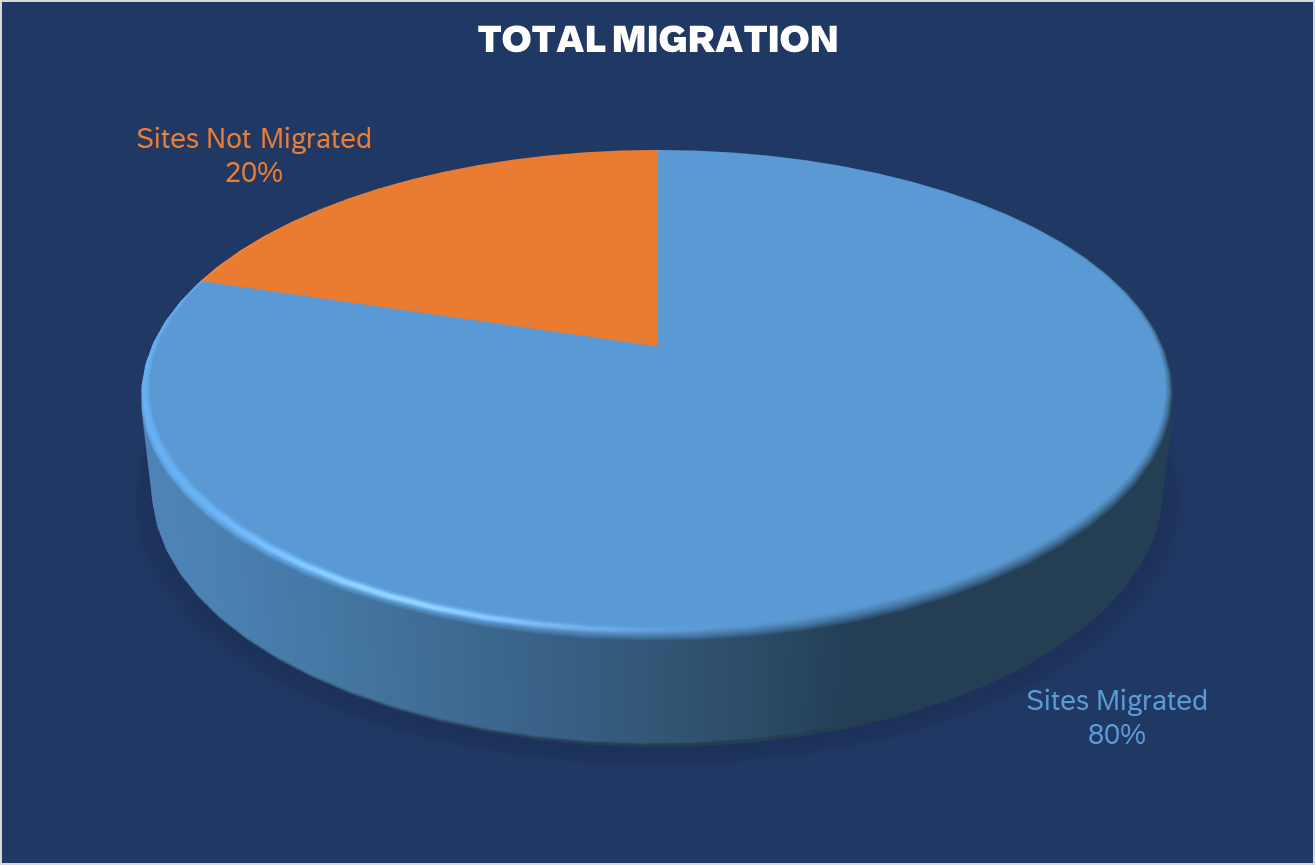 TOTAL MIGRATION
Sites Not Migrated
20%
Sites Migrated
80%